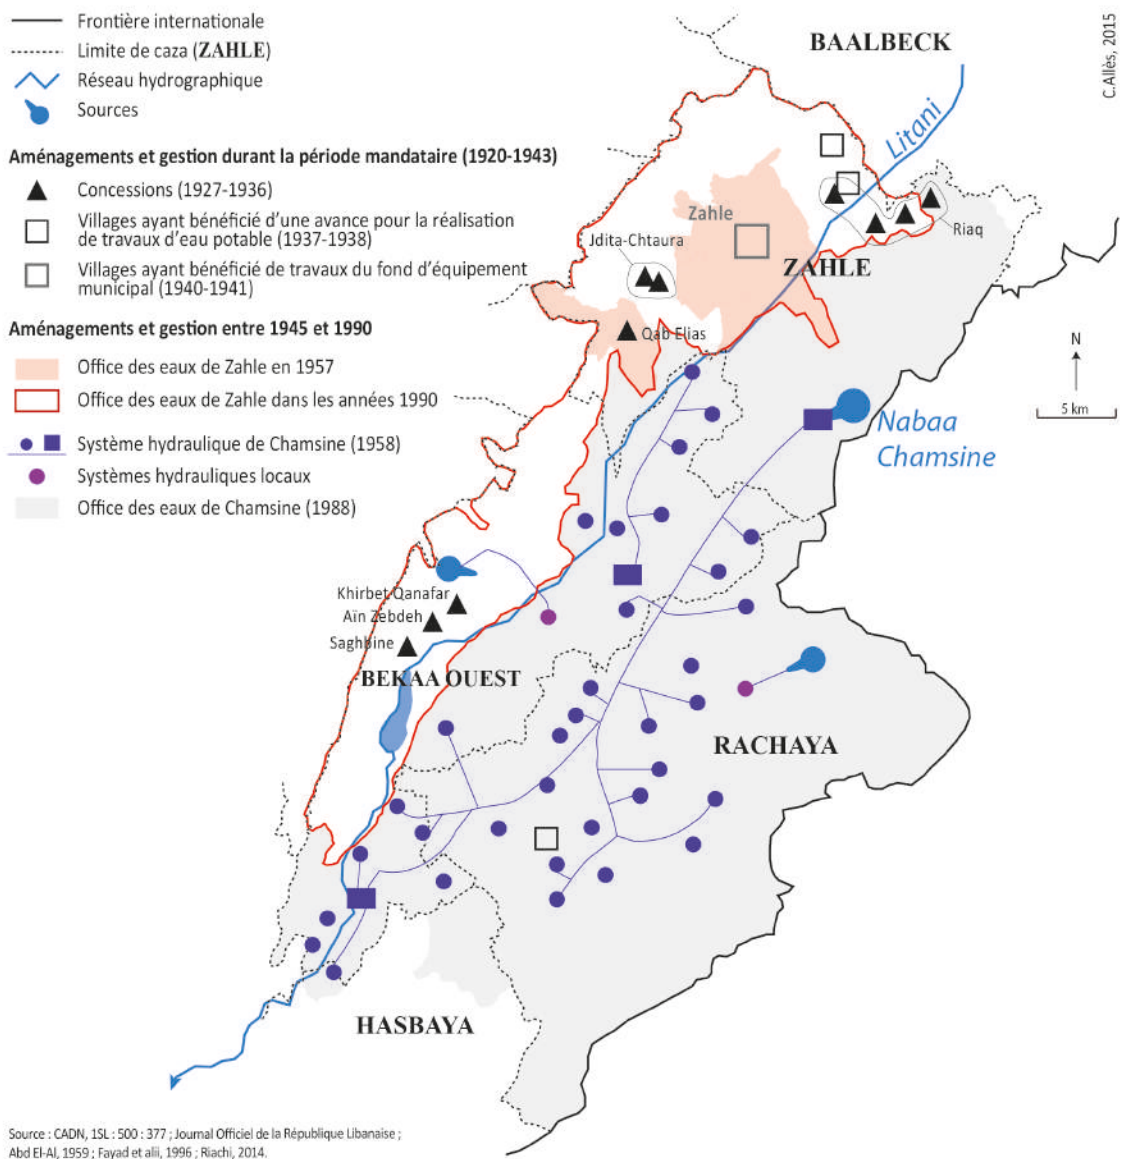 Frontière internationale
Limite de caza (ZAHLE)
Réseau hydrographique
Sources
Aménagements et gestion durant la période mandataire (1920-1943)
Concessions (1927-1936)
Villages ayant bénéficié d'une avance pour la réalisation
de travaux d'eau potable (1937-1938)
Villages ayant bénéficié de travaux du fond d'équipement
municipal (1940-1941)
Aménagements et gestion entre 1945 et 1990
Office des eaux de Zahle en 1957
Office des eaux de Zahle dans les années 1990
Système hydraulique de Chamsine (1958)
Systèmes hydrauliques locaux
Office des eaux de Chamsine (1988)
C.Allès, 2015
BAALBECK
Litani
Zahle
Riaq
Jdita-Chtaura
ZAHLE
Qab Elias
N
5 km
Nabaa
Chamsine
Khirbet Qanafar
Aïn Zebdeh
Saghbine
BEKAA OUEST
RACHAYA
HASBAYA
Source : CADN, 1SL : 500 : 377 ; Journal Officiel de la République Libanaise ;
Abd El-Al, 1959 ; Fayad et alii, 1996 ; Riachi, 2014.